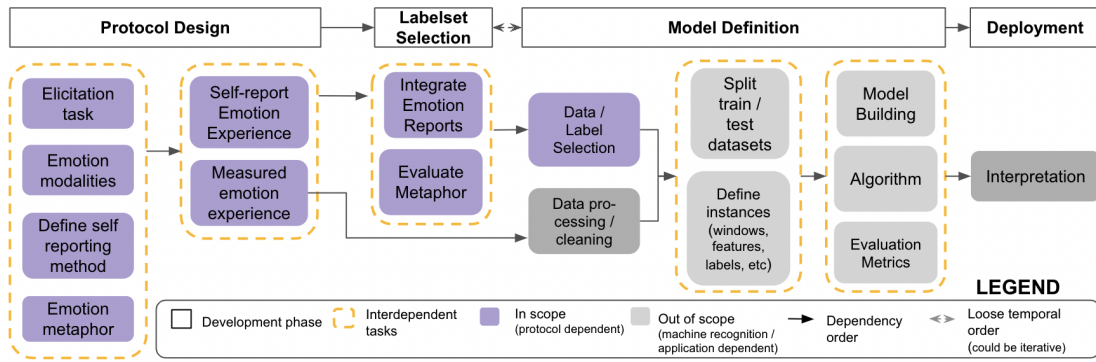 Protocol Design
Labelset
Selection
Model Definition
Deployment
Elicitation
task
Emotion
modalities
Define self
reporting
method
Emotion
metaphor
Self-report
Emotion
Experience
Measured
emotion
experience
Integrate
Emotion
Reports
Evaluate
Metaphor
Data /
Label
Selection
Data pro-
cessing /
cleaning
Split
train /
test
datasets
Define
instances
(windows,
features,
labels, etc)
Model
Building
Algorithm
Evaluation
Metrics
Interpretation
LEGEND
Development phase
Interdependent
tasks
In scope
(protocol dependent)
Out of scope
(machine recognition /
application dependent)
Dependency
order
Loose temporal
order
(could be iterative)